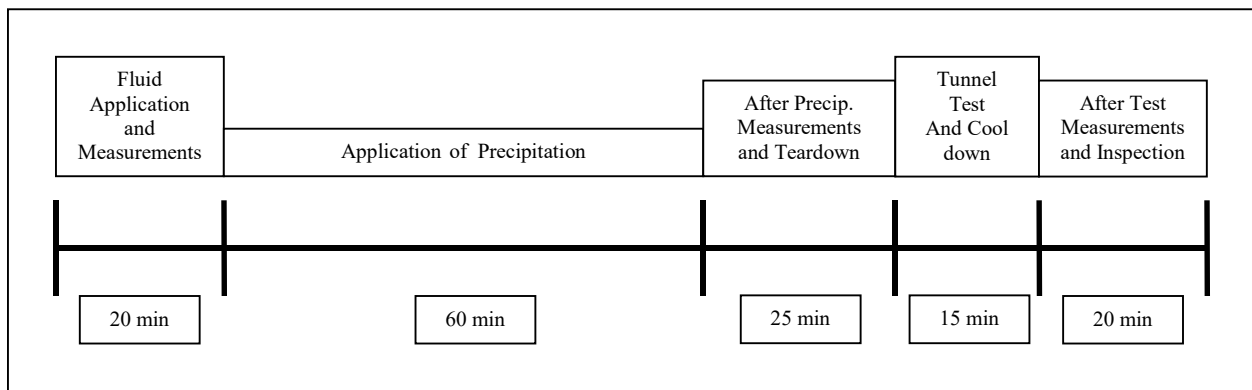 Fluid
Application
and
Measurements
Application of Precipitation
After Precip.
Measurements
and Teardown
Tunnel
Test
And Cool
down
After Test
Measurements
and Inspection
20 min
60 min
25 min
15 min
20 min